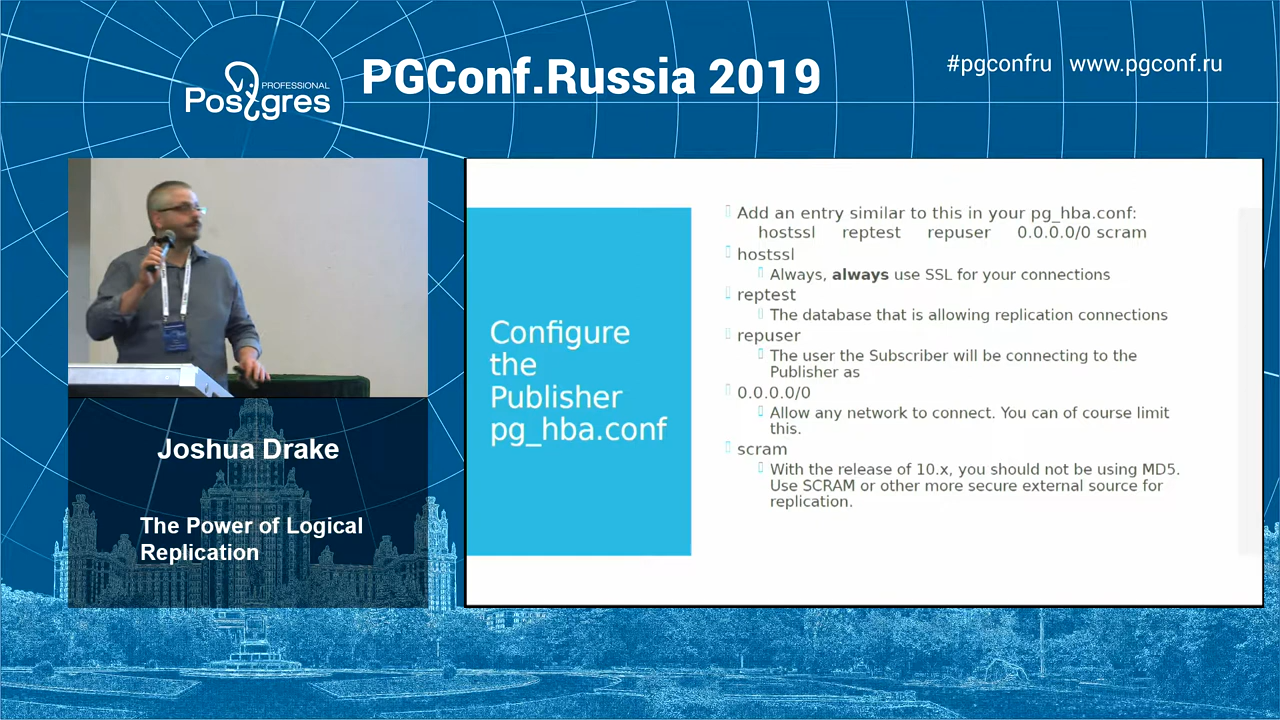 PROFESSIONAL
Postgres
PGConf.Russia 2019
#pgconfru www.pgconf.ru
Joshua Drake
The Power of Logical
Replication
Configure
the
Publisher
pg_hba.conf
Add an entry similar to this in your pg_hba.conf:
hostssl reptest repuser 0.0.0.0/0 scram
hostssl
Always, always use SSL for your connections
reptest
The database that is allowing replication connections
repuser
The user the Subscriber will be connecting to the
Publisher as
0.0.0.0/0
Allow any network to connect. You can of course limit
this.
scram
With the release of 10.x, you should not be using MD5.
Use SCRAM or other more secure external source for
replication.